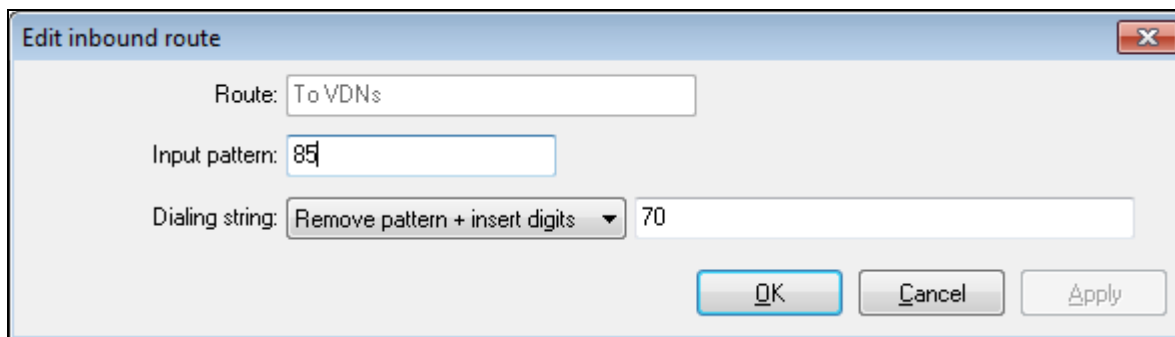 Edit inbound route
Route: To VDNs
Input pattern: 85
Dialing string: Remove pattern + insert digits 70
OK Cancel Apply